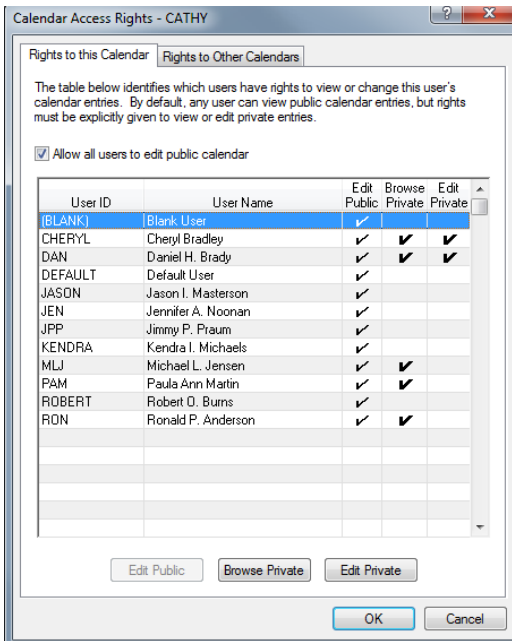 Calendar Access Rights - CATHY
Rights to this Calendar Rights to Other Calendars
The table below identifies which users have rights to view or change this user's
calendar entries. By default, any user can view public calendar entries, but rights
must be explicitly given to view or edit private entries.
Allow all users to edit public calendar
Edit Browse Edit
User ID User Name Public Private Private
(BLANK) Blank User ✓
CHERYL Cheryl Bradley ✓ ✓ ✓
DAN Daniel H. Brady ✓ ✓ ✓
DEFAULT Default User ✓
JASON Jason I. Masterson ✓
JEN Jennifer A. Noonan ✓
JPP Jimmy P. Praum ✓
KENDRA Kendra I. Michaels ✓
MLJ Michael L. Jensen ✓ ✓
PAM Paula Ann Martin ✓ ✓
ROBERT Robert O. Burns ✓
RON Ronald P. Anderson ✓ ✓
Edit Public Browse Private Edit Private
OK Cancel